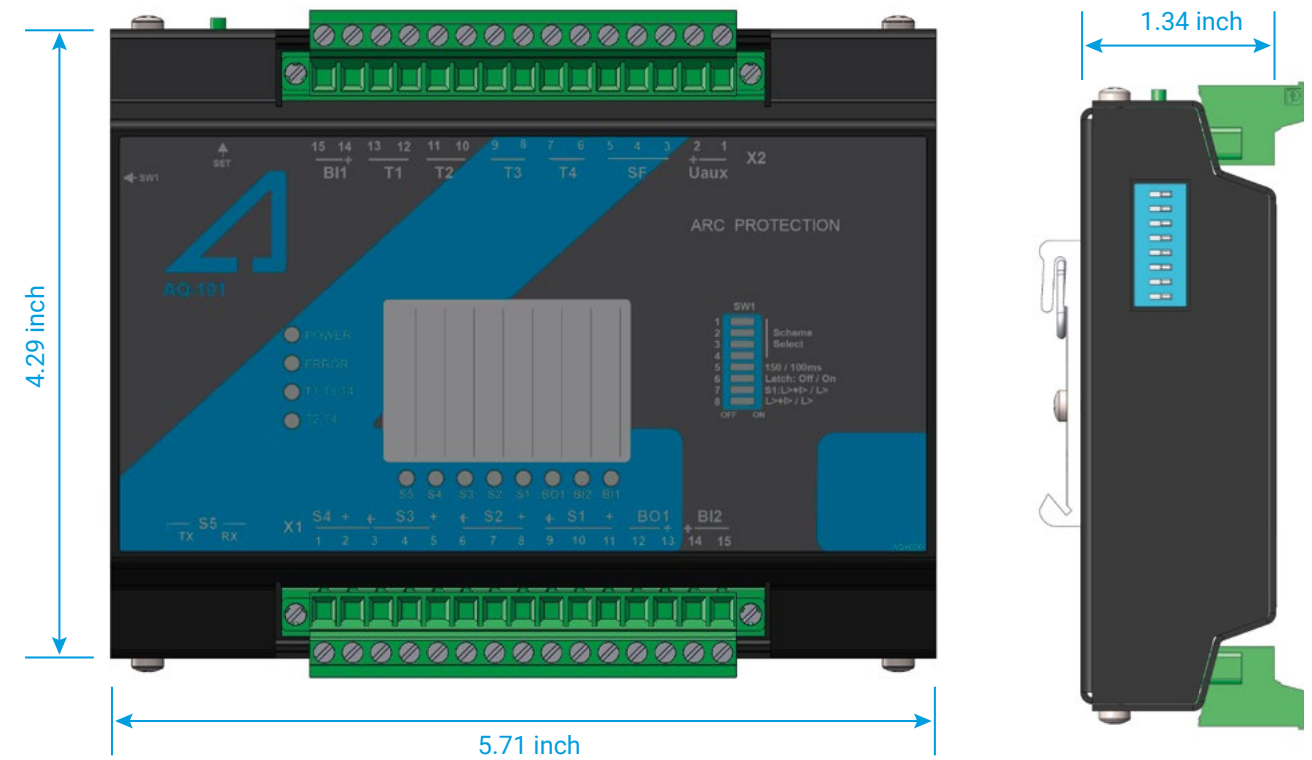 1.34 inch
15 14 13 12 11 10 9 8 7 6 5 4 3 2 1
+ +
BI1 T1 T2 T3 T4 SF Uaux X2
SET
SW1
ARC PROTECTION
AQ 101
4.29 inch
POWER
ERROR
T1,T3,T4
T2,T4
SW1
1
2
3
4
5
6
7
8
Scheme
Select
150 / 100ms
Latch: Off / On
S1:L>+I> / L>
L>+I> / L>
OFF ON
S5 S4 S3 S2 S1 BO1 BI2 BI1
S5
TX RX
X1 S4 + S3 + S2 + S1 + BO1 BI2
+ +
1 2 3 4 5 6 7 8 9 10 11 12 13 14 15
5.71 inch